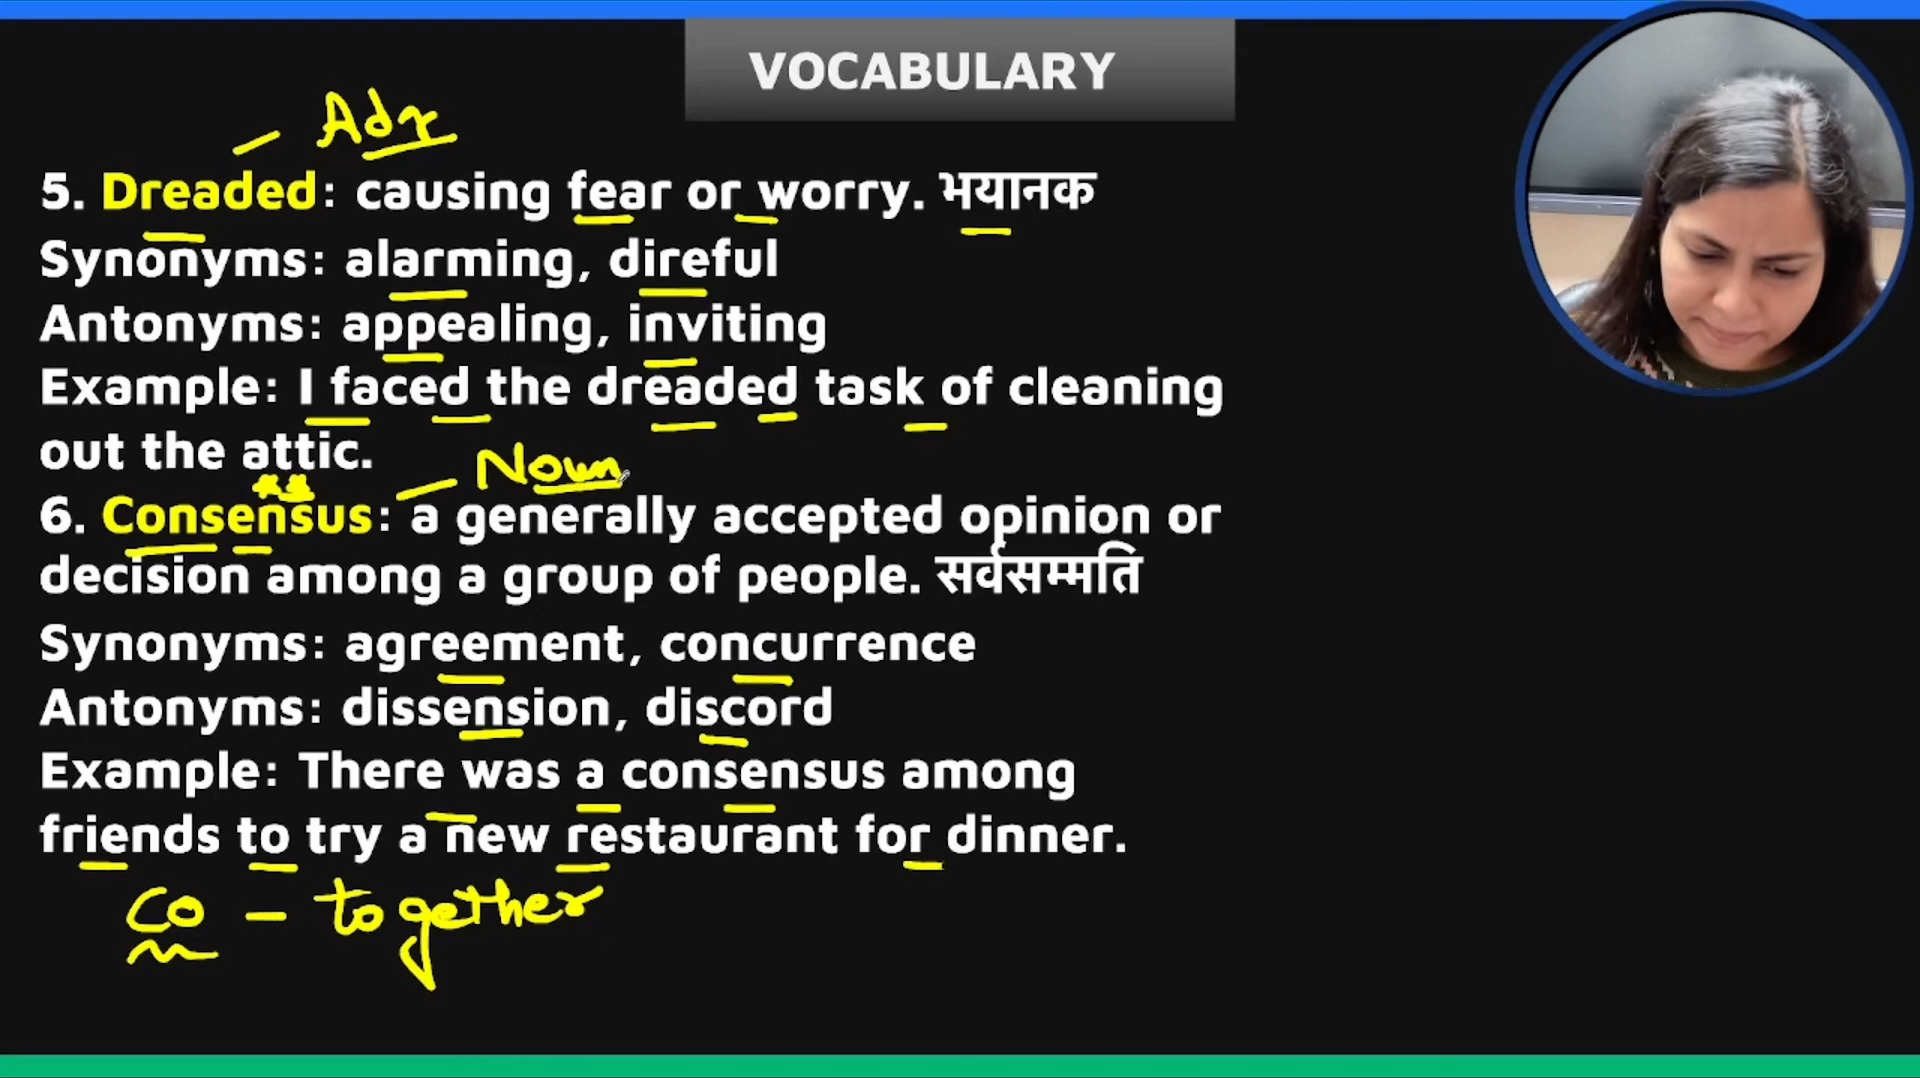 VOCABULARY
Adj
5. Dreaded: causing fear or worry. भयानक
Synonyms: alarming, direful
Antonyms: appealing, inviting
Example: I faced the dreaded task of cleaning
out the attic.
Noun
6. Consensus: a generally accepted opinion or
decision among a group of people. सर्वसम्मति
Synonyms: agreement, concurrence
Antonyms: dissension, discord
Example: There was a consensus among
friends to try a new restaurant for dinner.
Co - together